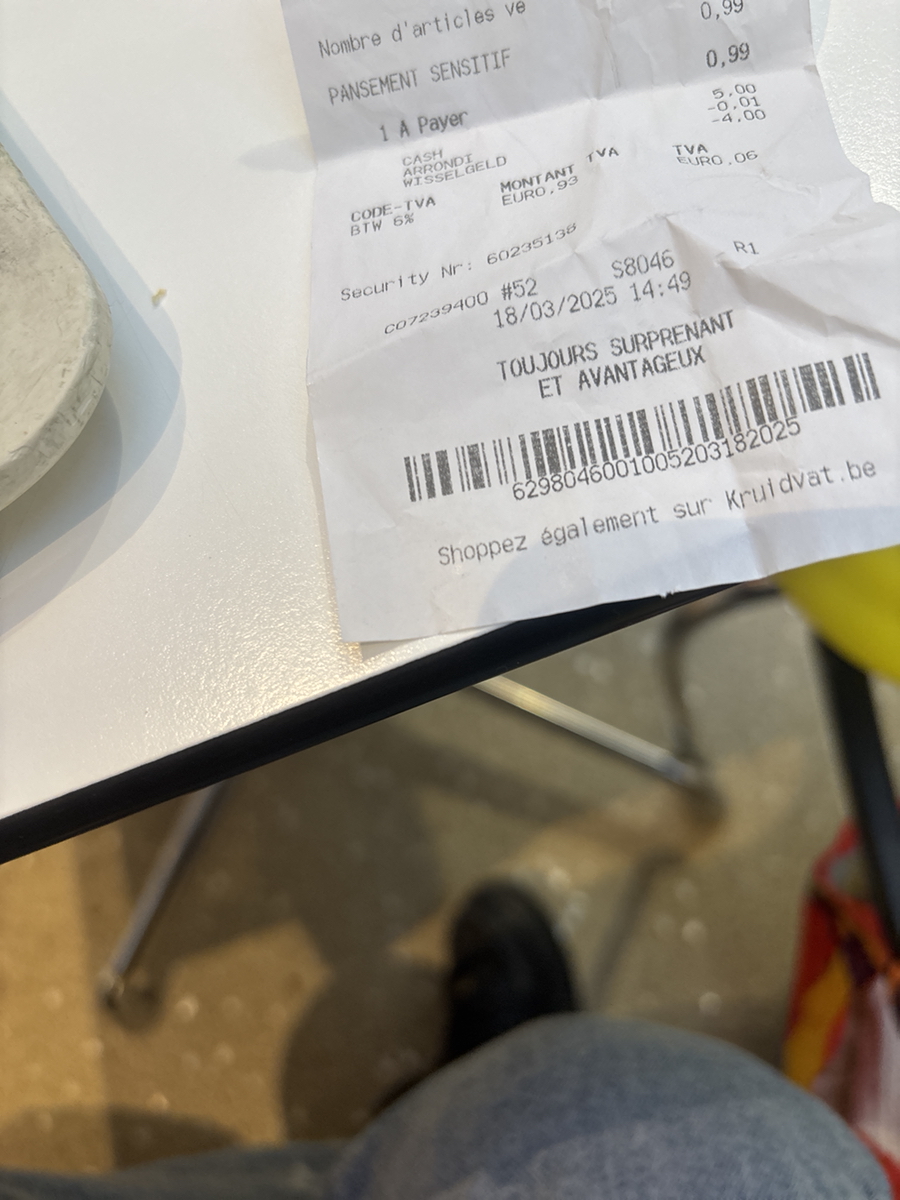 Nombre d'articles ve
0,99
PANSEMENT SENSITIF 0,99
1 A Payer
CASH 5.00
ARRONDI -0.01
WISSELGELD -4.00
CODE-TVA MONTANT TVA TVA
BTW 6% EURO.93 EURO.06
Security Nr: 60235138
C07239400 #52 S8046 R1
18/03/2025 14:49
TOUJOURS SURPRENANT
ET AVANTAGEUX
6298046001005203182025
Shoppez également sur Kruidvat.be